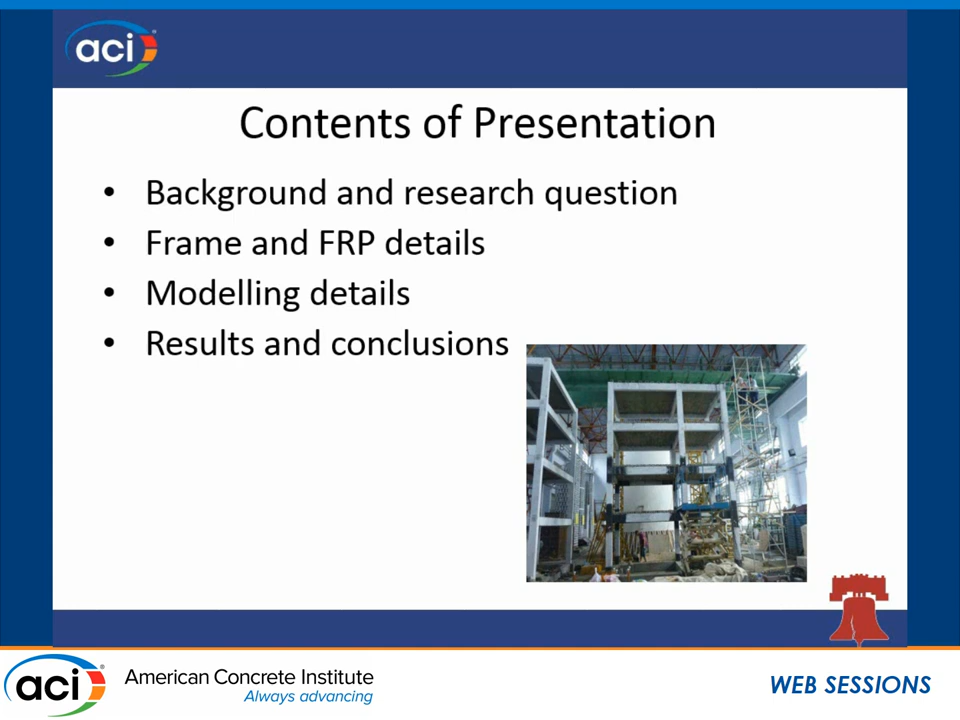 aci
Contents of Presentation
• Background and research question
• Frame and FRP details
• Modelling details
• Results and conclusions
aci
American Concrete Institute
Always advancing
WEB SESSIONS